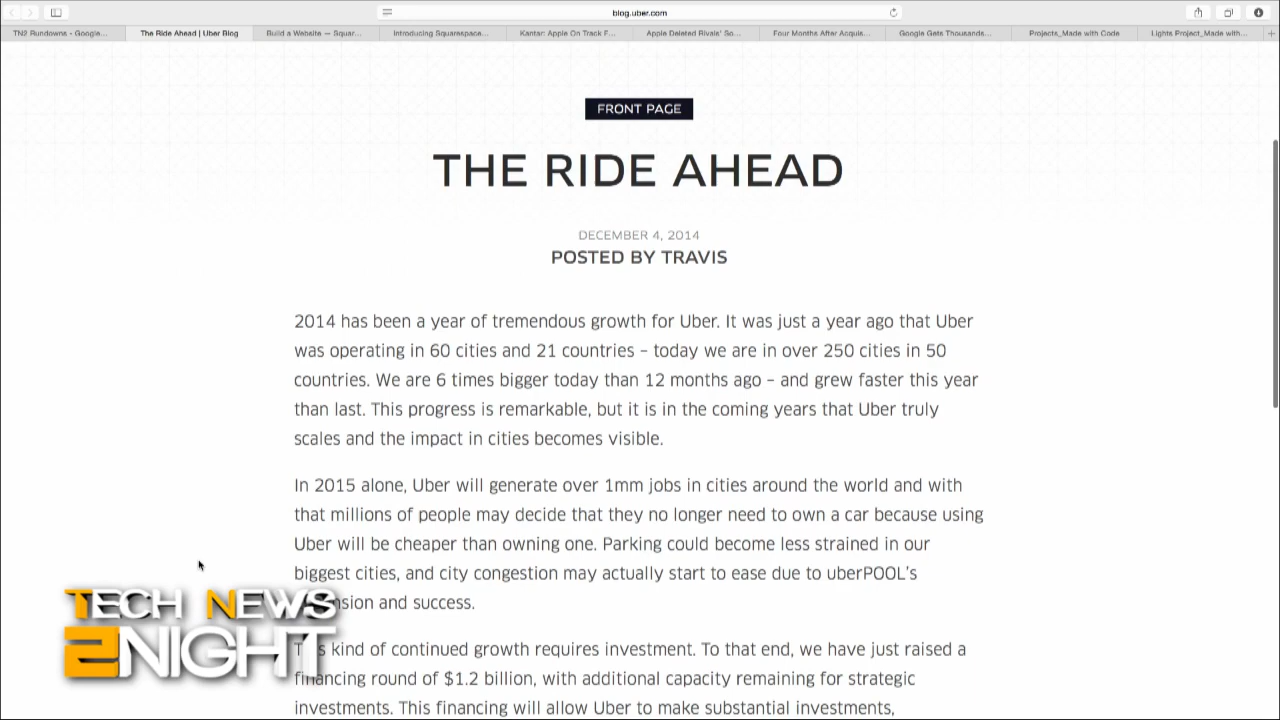 blog.uber.com
TN2 Rundowns - Google...
The Ride Ahead | Uber Blog
Build a Website — Squar...
Introducing Squarespace...
Kantar: Apple On Track F...
Apple Deleted Rivals' So...
Four Months After Acquis...
Google Gets Thousands...
Projects_Made with Code
Lights Project_Made with...
FRONT PAGE
THE RIDE AHEAD
DECEMBER 4, 2014
POSTED BY TRAVIS
2014 has been a year of tremendous growth for Uber. It was just a year ago that Uber
was operating in 60 cities and 21 countries – today we are in over 250 cities in 50
countries. We are 6 times bigger today than 12 months ago – and grew faster this year
than last. This progress is remarkable, but it is in the coming years that Uber truly
scales and the impact in cities becomes visible.
In 2015 alone, Uber will generate over 1mm jobs in cities around the world and with
that millions of people may decide that they no longer need to own a car because using
Uber will be cheaper than owning one. Parking could become less strained in our
biggest cities, and city congestion may actually start to ease due to uberPOOL's
and success.
kind of continued growth requires investment. To that end, we have just raised a
financing round of $1.2 billion, with additional capacity remaining for strategic
investments. This financing will allow Uber to make substantial investments,
TECH NEWS
2NIGHT